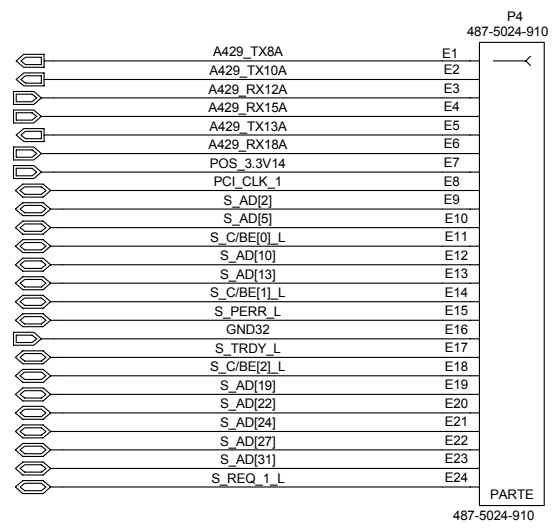 P4
487-5024-910
A429_TX8A E1
A429_TX10A E2
A429_RX12A E3
A429_RX15A E4
A429_TX13A E5
A429_RX18A E6
POS_3.3V14 E7
PCI_CLK_1 E8
S_AD[2] E9
S_AD[5] E10
S_C/BE[0]_L E11
S_AD[10] E12
S_AD[13] E13
S_C/BE[1]_L E14
S_PERR_L E15
GND32 E16
S_TRDY_L E17
S_C/BE[2]_L E18
S_AD[19] E19
S_AD[22] E20
S_AD[24] E21
S_AD[27] E22
S_AD[31] E23
S_REQ_1_L E24
PARTE
487-5024-910